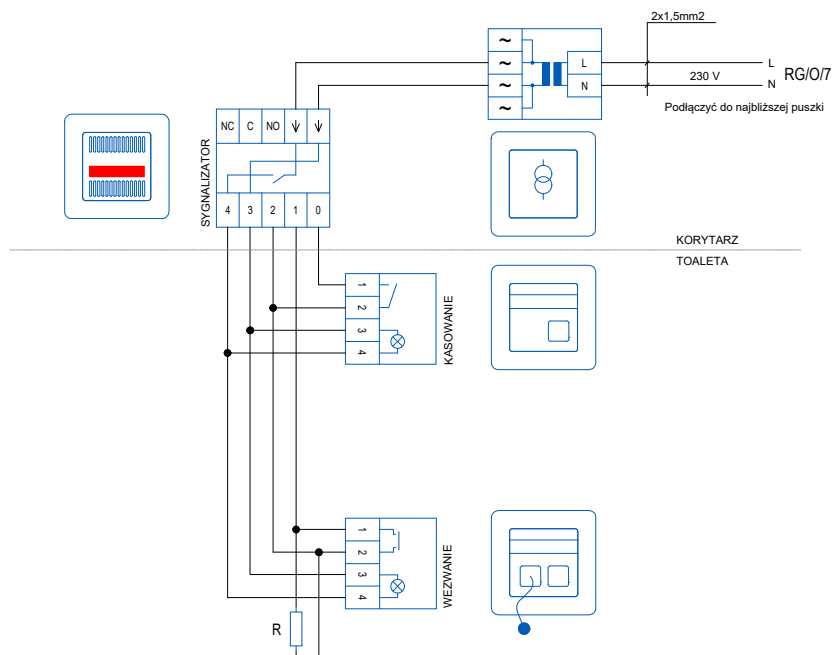 2x1,5mm2
~
~
~
~
L
N
L
N
230 V
RG/O/7
Podłączyć do najbliższej puszki
SYGNALIZATOR
NC C NO
4 3 2 1 0
KORYTARZ
TOALETA
1
2
3
4
KASOWANIE
1
2
3
4
WEZWANIE
R